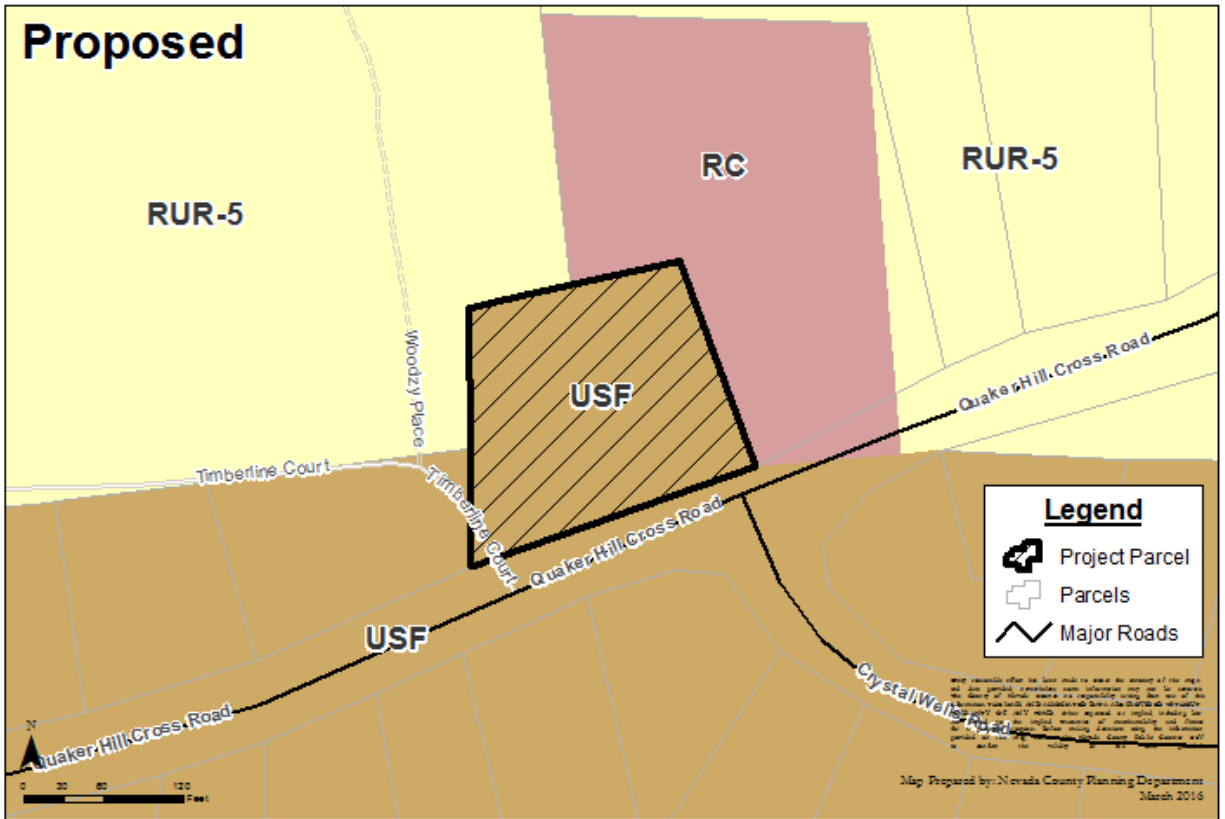 Proposed
RC
RUR-5
RUR-5
Woodzy Place
Quaker Hill Cross Road
USF
Timberline Court
Timberline Court
Quaker Hill Cross Road
Legend
Project Parcel
Parcels
Major Roads
USF
Crystal Wells Road
Quaker Hill Cross Road
N
0 30 60 120
Feet
Map Prepared by: Nevada County Planning Department
March 2016